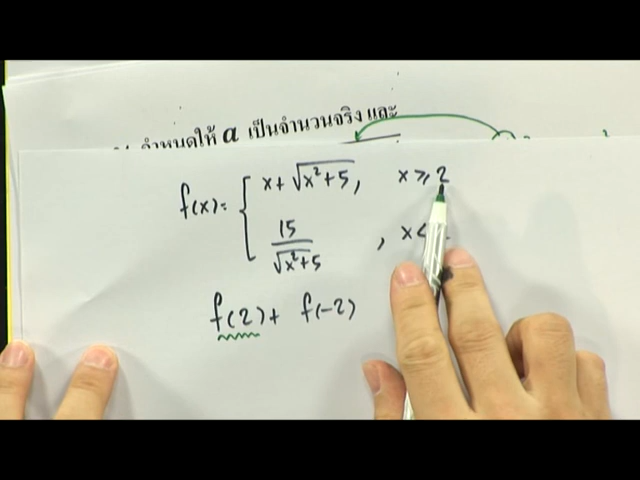 กำหนดให้ a เป็นจำนวนจริง และ
f(x) = { x + √(x² + 5), x ≥ 2
15 / √(x² + 5) , x <
f(2) + f(-2)